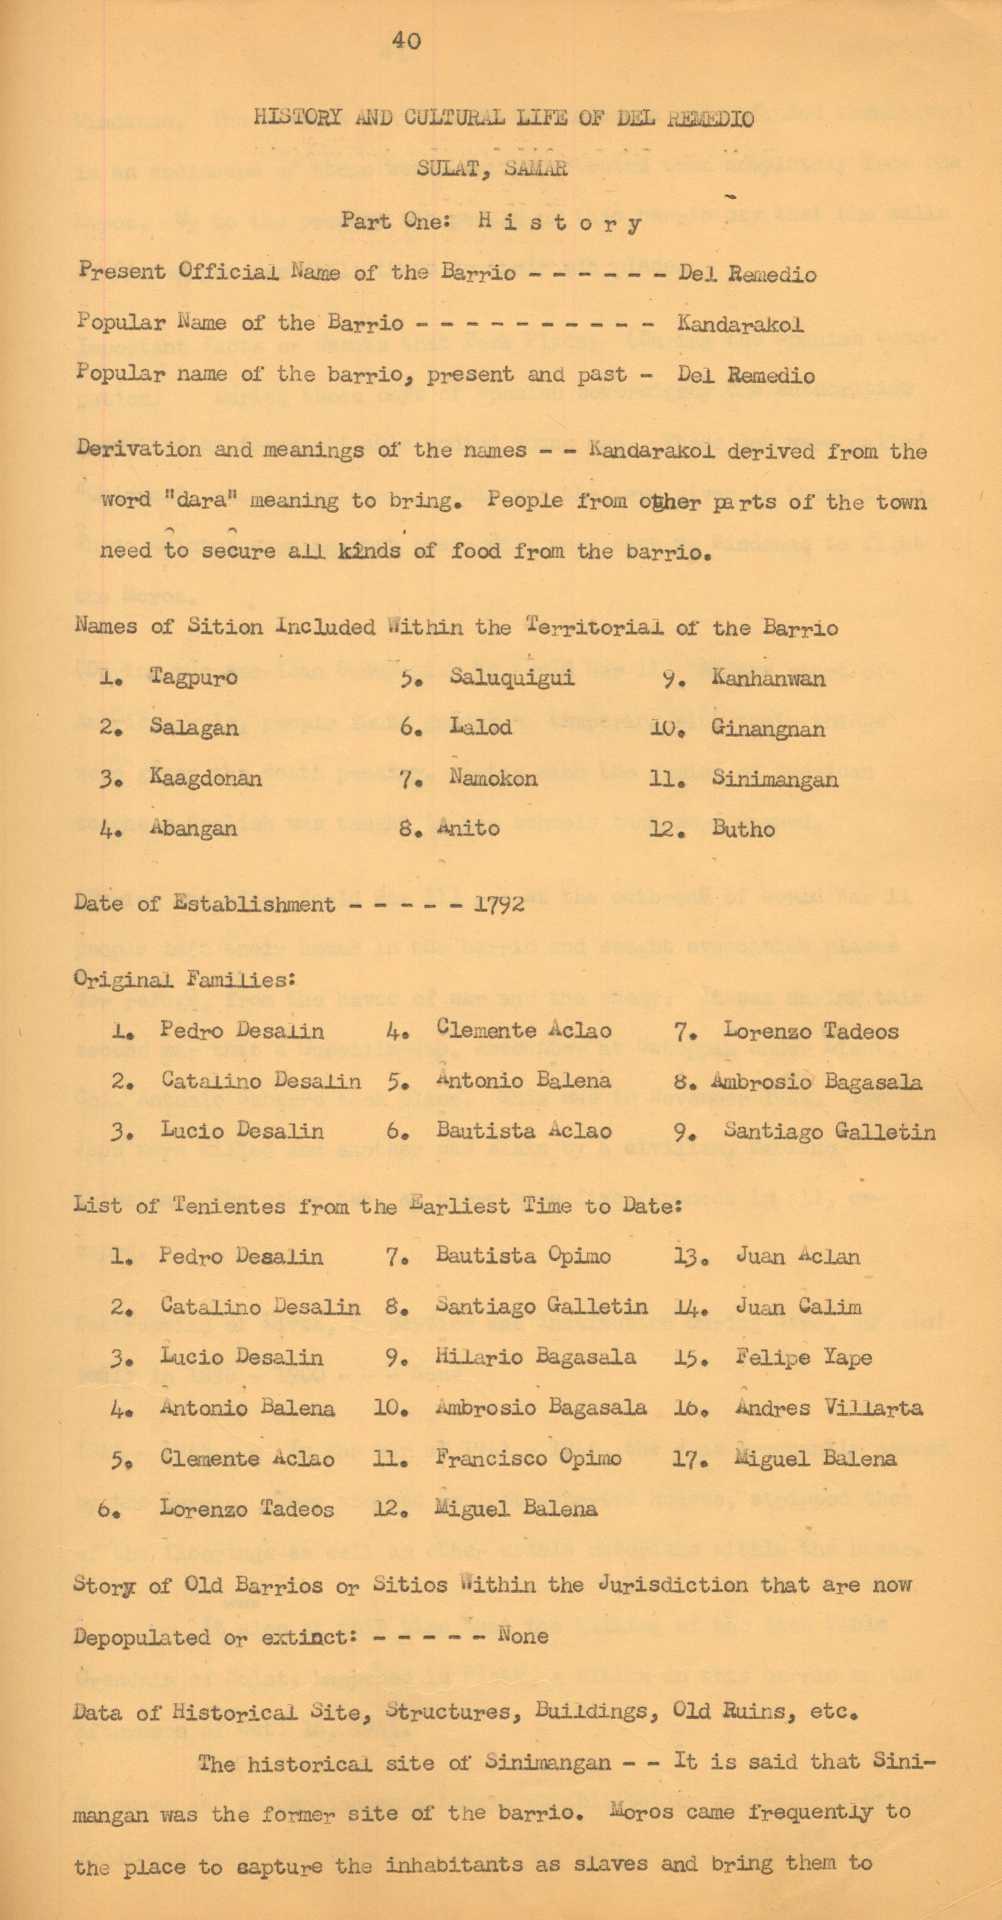 40
HISTORY AND CULTURAL LIFE OF DEL REMEDIO
SULAT, SAMAR
Part One: H i s t o r y
Present Official Name of the Barrio - - - - - - Del Remedio
Popular Name of the Barrio - - - - - - - - - - Kandarakol
Popular name of the barrio, present and past - Del Remedio
Derivation and meanings of the names - - Kandarakol derived from the
word "dara" meaning to bring. People from other parts of the town
need to secure all kinds of food from the barrio.
Names of Sition Included Within the Territorial of the Barrio
1. Tagpuro 5. Saluquigui 9. Kanhanwan
2. Salagan 6. Lalod 10. Ginangnan
3. Kaagdonan 7. Namokon 11. Sinimangan
4. Abangan 8. Anito 12. Butho
Date of Establishment - - - - - 1792
Original Families:
1. Pedro Desalin 4. Clemente Aclao 7. Lorenzo Tadeos
2. Catalino Desalin 5. Antonio Balena 8. Ambrosio Bagasala
3. Lucio Desalin 6. Bautista Aclao 9. Santiago Galletin
List of Tenientes from the Earliest Time to Date:
1. Pedro Desalin 7. Bautista Opimo 13. Juan Aclan
2. Catalino Desalin 8. Santiago Galletin 14. Juan Calim
3. Lucio Desalin 9. Hilario Bagasala 15. Felipe Yape
4. Antonio Balena 10. Ambrosio Bagasala 16. Andres Villarta
5. Clemente Aclao 11. Francisco Opimo 17. Miguel Balena
6. Lorenzo Tadeos 12. Miguel Balena
Story of Old Barrios or Sitios Within the Jurisdiction that are now
Depopulated or extinct: - - - - - None
Data of Historical Site, Structures, Buildings, Old Ruins, etc.
The historical site of Sinimangan - - It is said that Sini-
mangan was the former site of the barrio. Moros came frequently to
the place to capture the inhabitants as slaves and bring them to